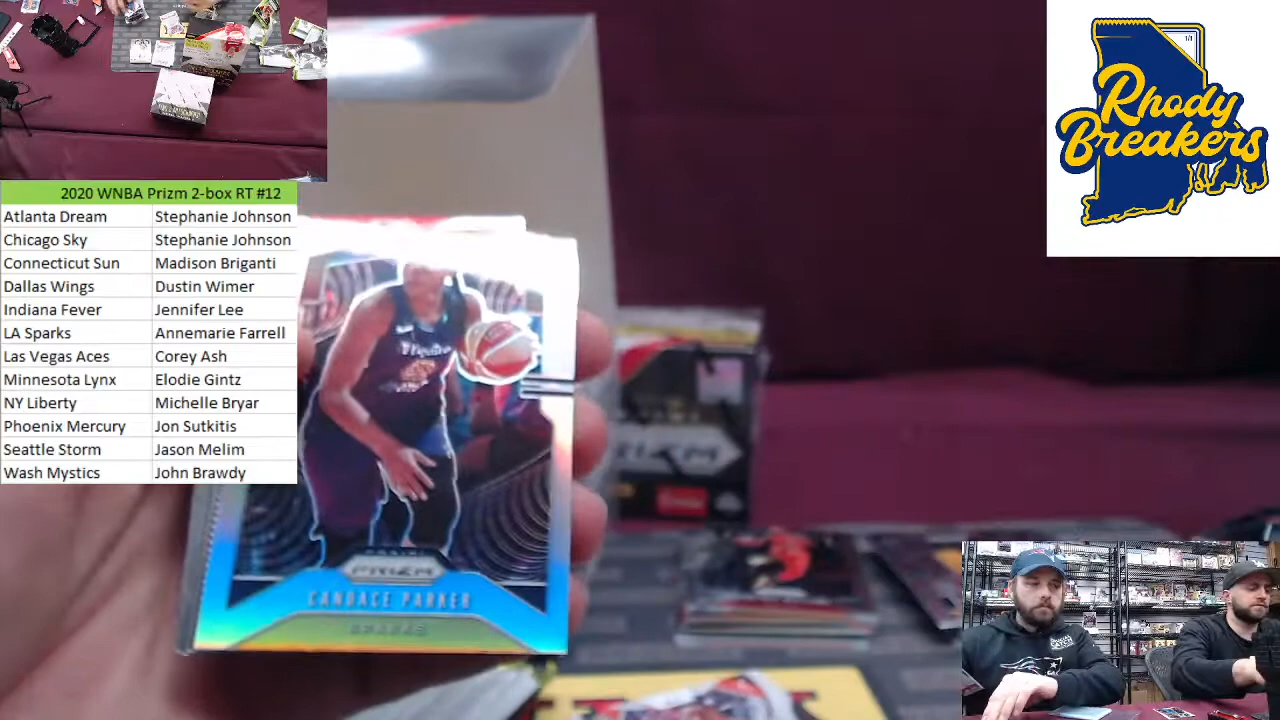 2020 WNBA Prizm 2-box RT #12
Atlanta Dream Stephanie Johnson
Chicago Sky Stephanie Johnson
Connecticut Sun Madison Briganti
Dallas Wings Dustin Wimer
Indiana Fever Jennifer Lee
LA Sparks Annemarie Farrell
Las Vegas Aces Corey Ash
Minnesota Lynx Elodie Gintz
NY Liberty Michelle Bryar
Phoenix Mercury Jon Sutkitis
Seattle Storm Jason Melim
Wash Mystics John Brawdy
Rhody
Breakers
1/1
PRIZM
PRIZM
CANDACE PARKER
SPARKS